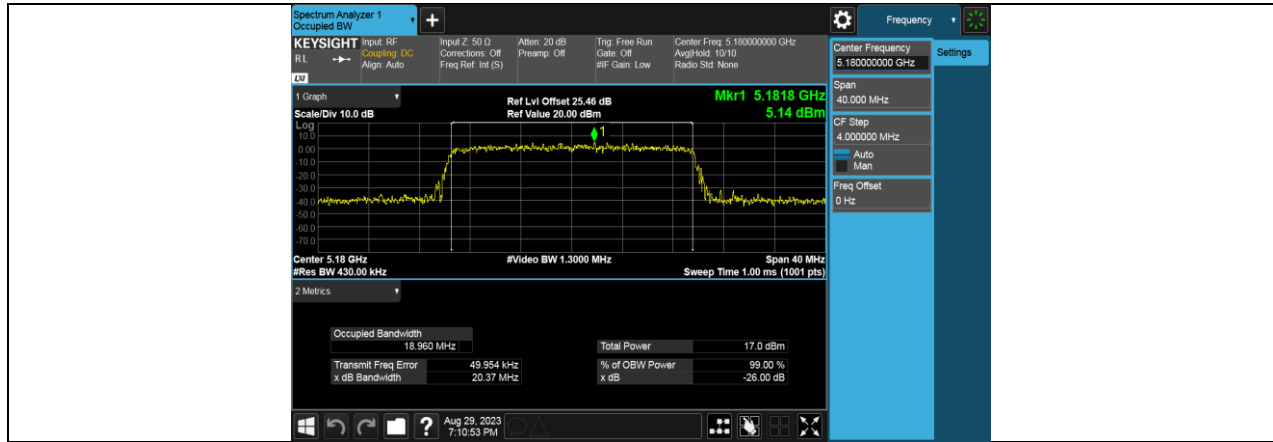 Spectrum Analyzer 1
Occupied BW
+
Frequency
KEYSIGHT
RL
LXI
Input: RF
Coupling: DC
Align: Auto
Input Z: 50 Ω
Corrections: Off
Freq Ref: Int (S)
Atten: 20 dB
Preamp: Off
Trig: Free Run
Gate: Off
#IF Gain: Low
Center Freq: 5.180000000 GHz
Avg|Hold: 10/10
Radio Std: None
Center Frequency
5.180000000 GHz
Settings
Span
40.000 MHz
CF Step
4.000000 MHz
Auto
Man
Freq Offset
0 Hz
1 Graph
Scale/Div 10.0 dB
Ref Lvl Offset 25.46 dB
Ref Value 20.00 dBm
Mkr1 5.1818 GHz
5.14 dBm
Log
10.0
0.00
-10.0
-20.0
-30.0
-40.0
-50.0
-60.0
-70.0
1
Center 5.18 GHz
#Res BW 430.00 kHz
#Video BW 1.3000 MHz
Span 40 MHz
Sweep Time 1.00 ms (1001 pts)
2 Metrics
Occupied Bandwidth
18.960 MHz
Total Power 17.0 dBm
Transmit Freq Error 49.954 kHz
% of OBW Power 99.00 %
x dB Bandwidth 20.37 MHz
x dB -26.00 dB
?
Aug 29, 2023
7:10:53 PM